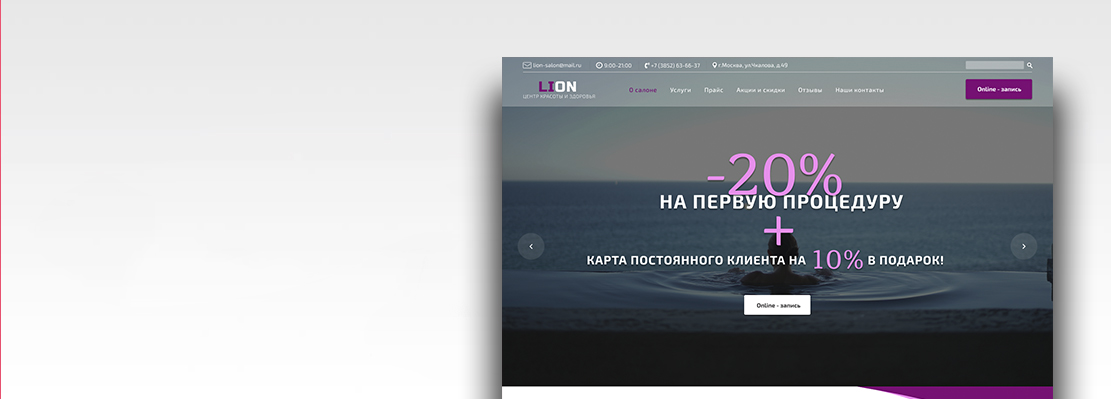 lion-salon@mail.ru 9:00-21:00 +7 (3852) 63-66-37 г.Москва, ул.Чкалова, д.49
LION
ЦЕНТР КРАСОТЫ И ЗДОРОВЬЯ
О салоне Услуги Прайс Акции и скидки Отзывы Наши контакты Online - запись
-20%
НА ПЕРВУЮ ПРОЦЕДУРУ
+
КАРТА ПОСТОЯННОГО КЛИЕНТА НА 10% В ПОДАРОК!
Online - запись